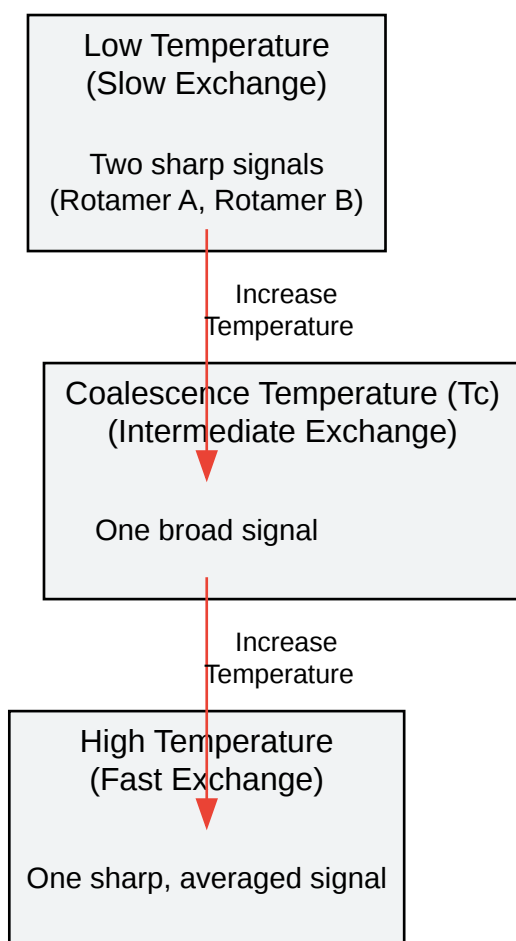 Low Temperature
(Slow Exchange)
Two sharp signals
(Rotamer A, Rotamer B)
Increase
Temperature
Coalescence Temperature (Tc)
(Intermediate Exchange)
One broad signal
Increase
Temperature
High Temperature
(Fast Exchange)
One sharp, averaged signal